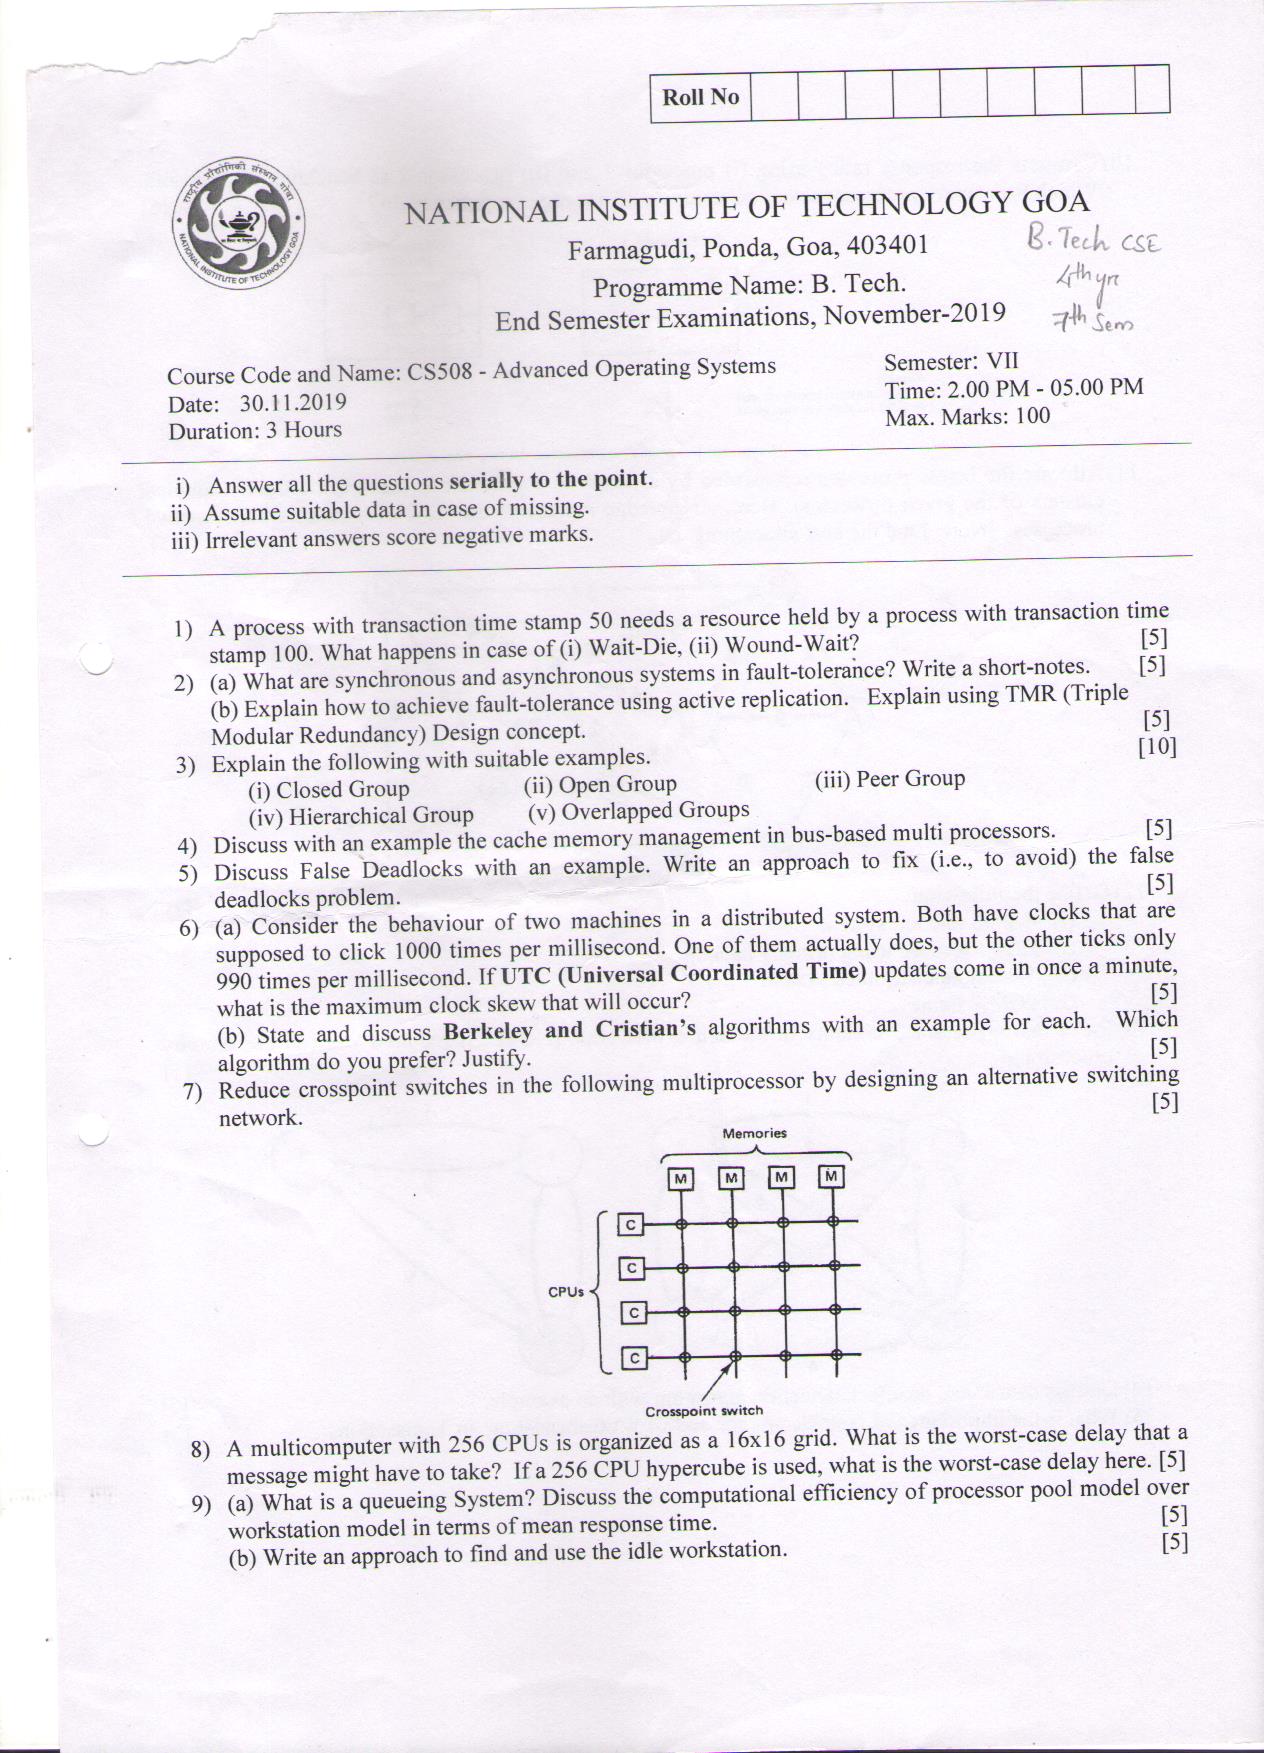 Roll No
राष्ट्रीय प्रौद्योगिकी संस्थान गोवा
NATIONAL INSTITUTE OF TECHNOLOGY GOA
NATIONAL INSTITUTE OF TECHNOLOGY GOA
Farmagudi, Ponda, Goa, 403401
B. Tech CSE
Programme Name: B. Tech.
4th yr
End Semester Examinations, November-2019
7th Sem
Course Code and Name: CS508 - Advanced Operating Systems
Semester: VII
Date: 30.11.2019
Time: 2.00 PM - 05.00 PM
Duration: 3 Hours
Max. Marks: 100
i) Answer all the questions serially to the point.
ii) Assume suitable data in case of missing.
iii) Irrelevant answers score negative marks.
1) A process with transaction time stamp 50 needs a resource held by a process with transaction time
stamp 100. What happens in case of (i) Wait-Die, (ii) Wound-Wait? [5]
2) (a) What are synchronous and asynchronous systems in fault-tolerance? Write a short-notes. [5]
(b) Explain how to achieve fault-tolerance using active replication. Explain using TMR (Triple
Modular Redundancy) Design concept. [5]
3) Explain the following with suitable examples. [10]
(i) Closed Group (ii) Open Group (iii) Peer Group
(iv) Hierarchical Group (v) Overlapped Groups
4) Discuss with an example the cache memory management in bus-based multi processors. [5]
5) Discuss False Deadlocks with an example. Write an approach to fix (i.e., to avoid) the false
deadlocks problem. [5]
6) (a) Consider the behaviour of two machines in a distributed system. Both have clocks that are
supposed to click 1000 times per millisecond. One of them actually does, but the other ticks only
990 times per millisecond. If UTC (Universal Coordinated Time) updates come in once a minute,
what is the maximum clock skew that will occur? [5]
(b) State and discuss Berkeley and Cristian's algorithms with an example for each. Which
algorithm do you prefer? Justify. [5]
7) Reduce crosspoint switches in the following multiprocessor by designing an alternative switching
network. [5]
Memories
M M M M
C
C
CPUs
C
C
Crosspoint switch
8) A multicomputer with 256 CPUs is organized as a 16x16 grid. What is the worst-case delay that a
message might have to take? If a 256 CPU hypercube is used, what is the worst-case delay here. [5]
9) (a) What is a queueing System? Discuss the computational efficiency of processor pool model over
workstation model in terms of mean response time. [5]
(b) Write an approach to find and use the idle workstation. [5]